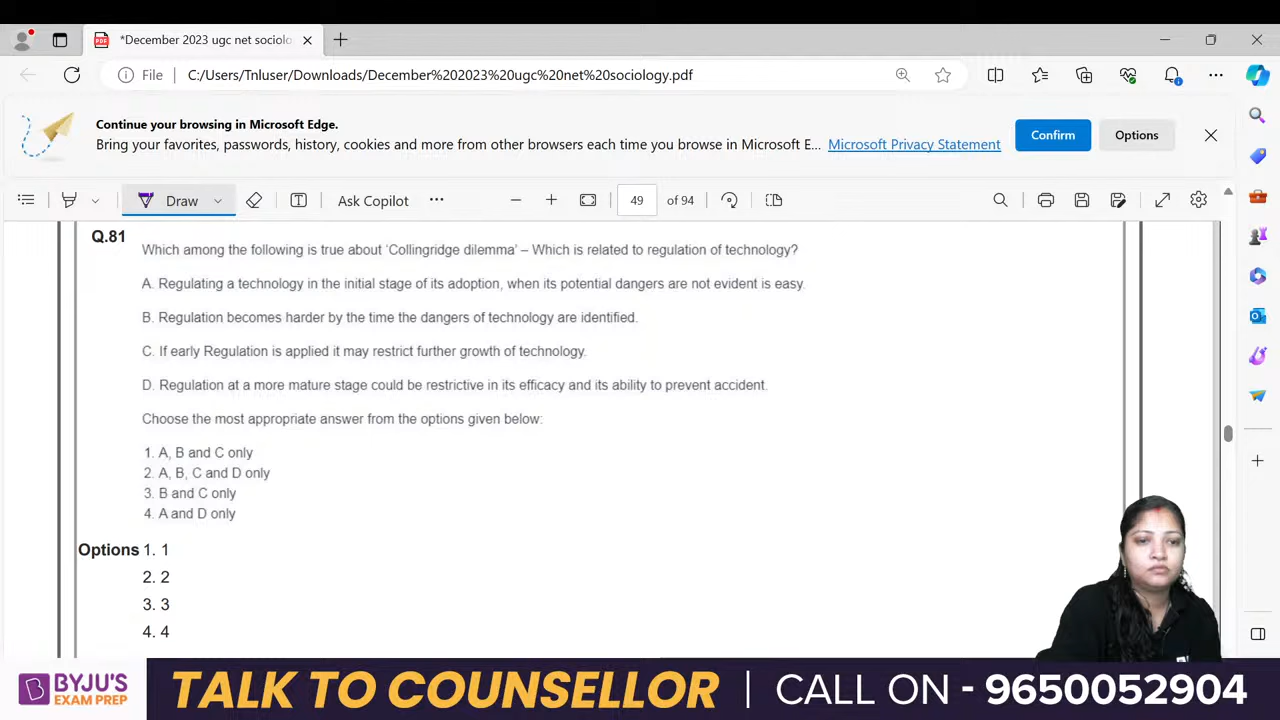 *December 2023 ugc net sociolo
File
C:/Users/Tnluser/Downloads/December%202023%20ugc%20net%20sociology.pdf
Continue your browsing in Microsoft Edge.
Bring your favorites, passwords, history, cookies and more from other browsers each time you browse in Microsoft E... Microsoft Privacy Statement
Confirm
Options
Draw
Ask Copilot
49 of 94
Q.81
Which among the following is true about 'Collingridge dilemma' – Which is related to regulation of technology?
A. Regulating a technology in the initial stage of its adoption, when its potential dangers are not evident is easy.
B. Regulation becomes harder by the time the dangers of technology are identified.
C. If early Regulation is applied it may restrict further growth of technology.
D. Regulation at a more mature stage could be restrictive in its efficacy and its ability to prevent accident.
Choose the most appropriate answer from the options given below:
1. A, B and C only
2. A, B, C and D only
3. B and C only
4. A and D only
Options 1. 1
2. 2
3. 3
4. 4
BYJU'S
EXAM PREP
TALK TO COUNSELLOR | CALL ON - 9650052904